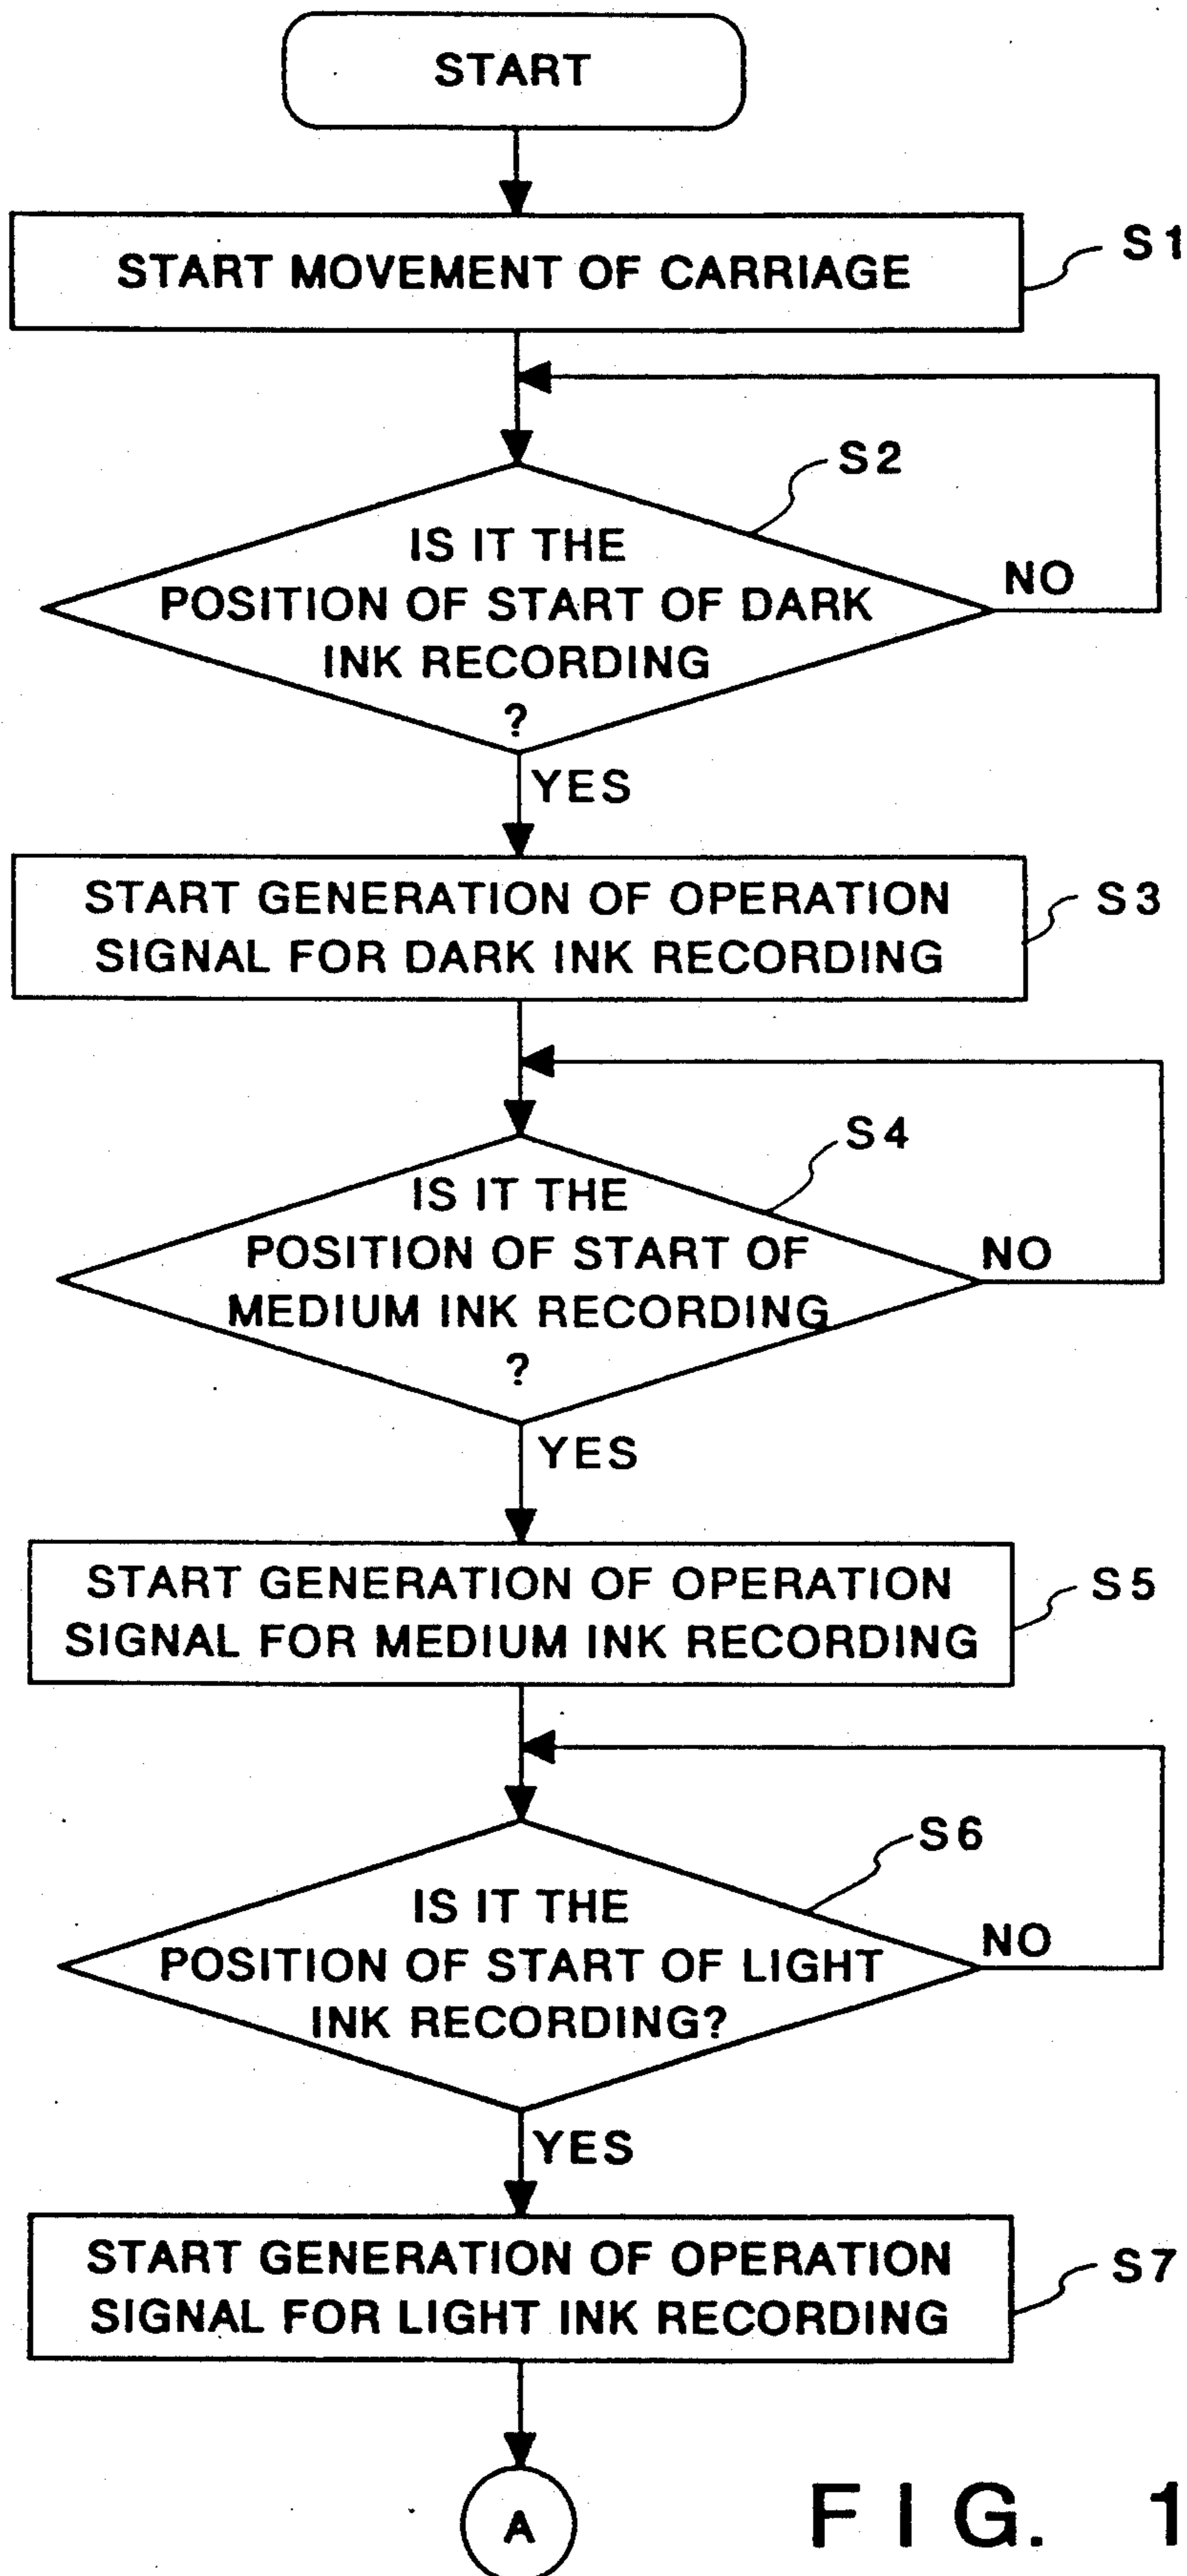 START
START MOVEMENT OF CARRIAGE
S1
S2
IS IT THE
POSITION OF START OF DARK
INK RECORDING
?
NO
YES
START GENERATION OF OPERATION
SIGNAL FOR DARK INK RECORDING
S3
S4
IS IT THE
POSITION OF START OF
MEDIUM INK RECORDING
?
NO
YES
START GENERATION OF OPERATION
SIGNAL FOR MEDIUM INK RECORDING
S5
S6
IS IT THE
POSITION OF START OF LIGHT
INK RECORDING?
NO
YES
START GENERATION OF OPERATION
SIGNAL FOR LIGHT INK RECORDING
S7
A
FIG. 1